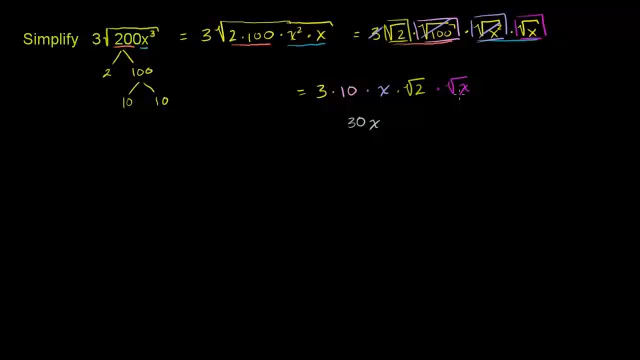 Simplify 3√200x³ = 3√2·100·x²·x = 3√2 √100 · √x² · √x
2 100
10 10
= 3 · 10 · x · √2 · √x
30x